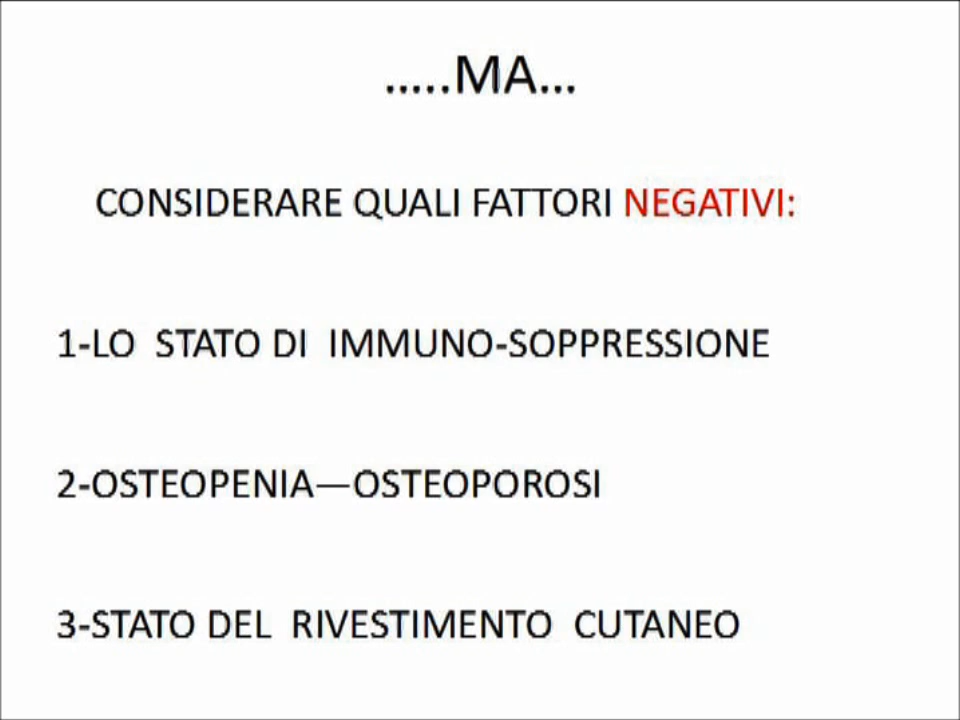 .....MA...
CONSIDERARE QUALI FATTORI NEGATIVI:
1-LO STATO DI IMMUNO-SOPPRESSIONE
2-OSTEOPENIA—OSTEOPOROSI
3-STATO DEL RIVESTIMENTO CUTANEO